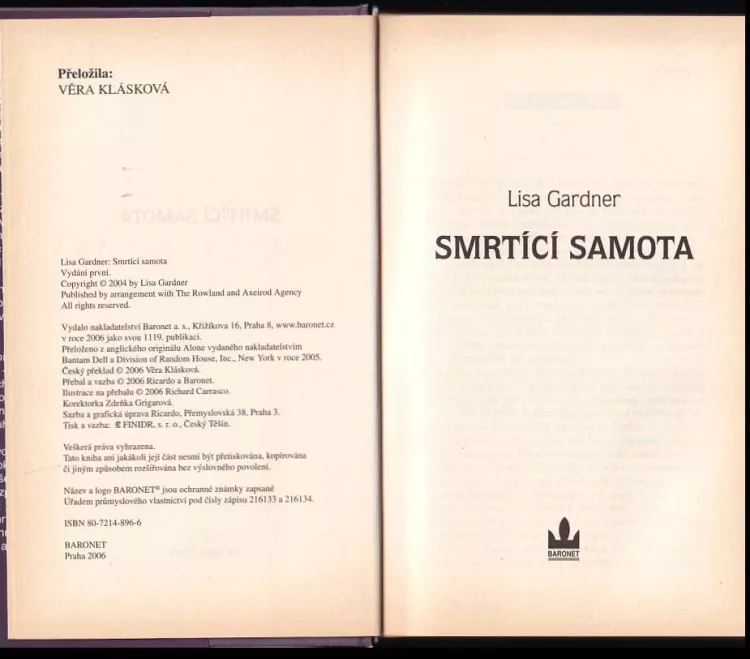 Přeložila:
VĚRA KLÁSKOVÁ
Lisa Gardner: Smrtící samota
Vydání první.
Copyright © 2004 by Lisa Gardner
Published by arrangement with The Rowland and Axeirod Agency
All rights reserved.
Vydalo nakladatelství Baronet a. s., Křižíkova 16, Praha 8, www.baronet.cz
v roce 2006 jako svou 1119. publikaci.
Přeloženo z anglického originálu Alone vydaného nakladatelstvím
Bantam Dell a Division of Random House, Inc., New York v roce 2005.
Český překlad © 2006 Věra Klásková.
Přebal a vazba © 2006 Ricardo a Baronet.
Ilustrace na přebalu © 2006 Richard Carrasco.
Korektorka Zdeňka Grigarová.
Sazba a grafická úprava Ricardo, Přemyslovská 38, Praha 3.
Tisk a vazba: FINIDR, s. r. o., Český Těšín.
Veškerá práva vyhrazena.
Tato kniha ani jakákoli její část nesmí být přetiskována, kopírována
či jiným způsobem rozšiřována bez výslovného povolení.
Název a logo BARONET® jsou ochranné známky zapsané
Úřadem průmyslového vlastnictví pod čísly zápisu 216133 a 216134.
ISBN 80-7214-896-6
BARONET
Praha 2006
Lisa Gardner
SMRTÍCÍ SAMOTA
BARONET